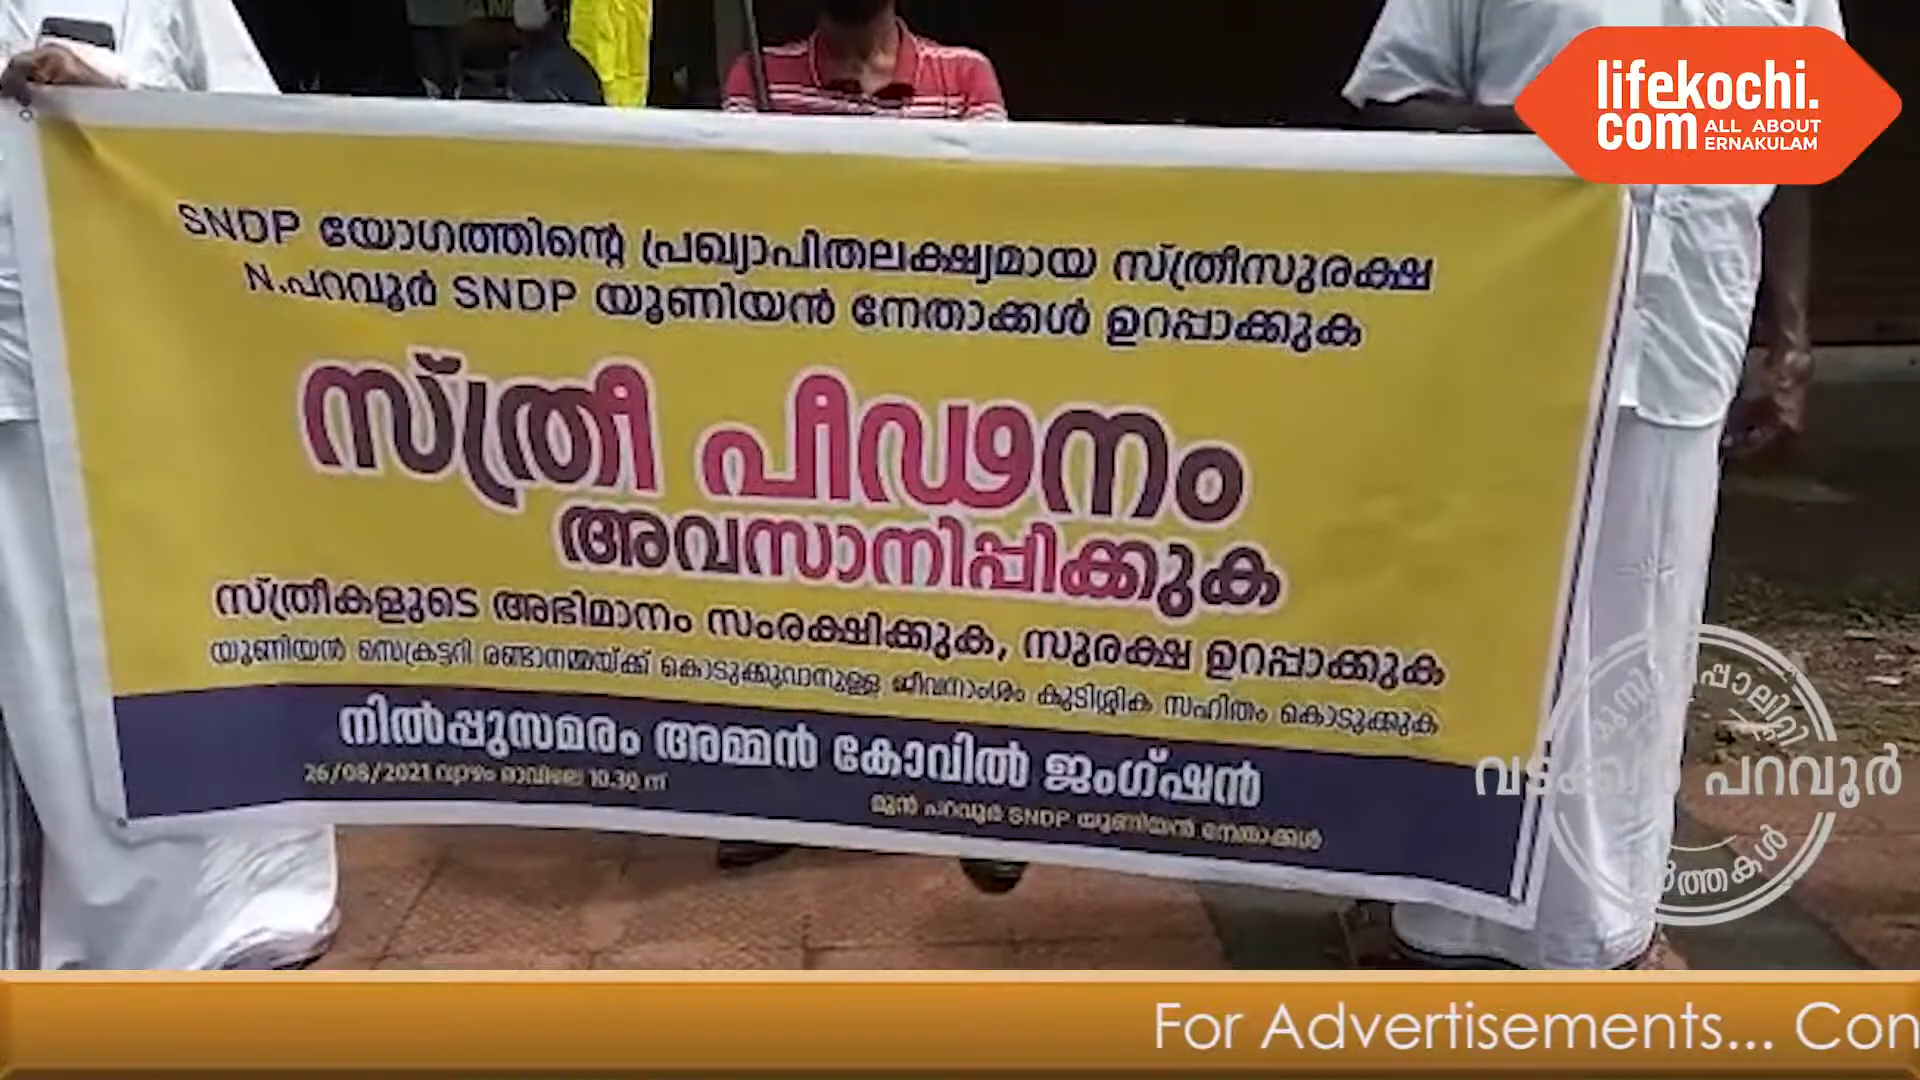 lifekochi.
com ALL ABOUT
ERNAKULAM
SNDP യോഗത്തിന്റെ പ്രഖ്യാപിതലക്ഷ്യമായ സ്ത്രീസുരക്ഷ
N.പറവൂർ SNDP യൂണിയൻ നേതാക്കൾ ഉറപ്പാക്കുക
സ്ത്രീ പീഢനം
അവസാനിപ്പിക്കുക
സ്ത്രീകളുടെ അഭിമാനം സംരക്ഷിക്കുക, സുരക്ഷ ഉറപ്പാക്കുക
യൂണിയൻ സെക്രട്ടറി രണ്ടാനമ്മയ്ക്ക് കൊടുക്കുവാനുള്ള ജീവനാംശം കുടിശ്ശിക സഹിതം കൊടുക്കുക
നിൽപ്പുസമരം അമ്മൻ കോവിൽ ജംഗ്ഷൻ
26/08/2021 വ്യാഴം രാവിലെ 10.30 ന്
മുൻ പറവൂർ SNDP യൂണിയൻ നേതാക്കൾ
പറവൂർ
For Advertisements... Con